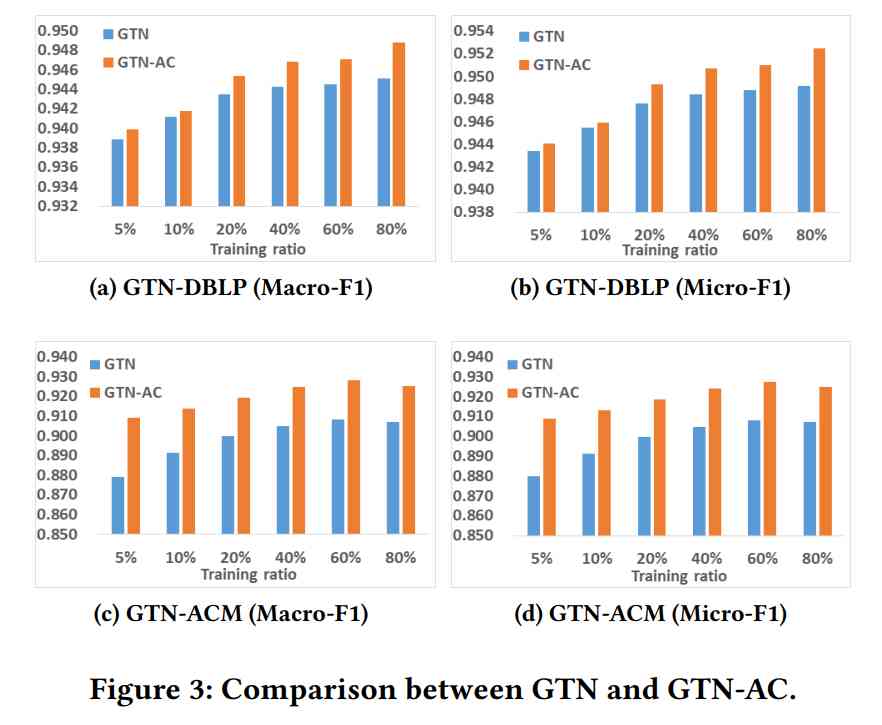 0.950
0.948
0.946
0.944
0.942
0.940
0.938
0.936
0.934
0.932
GTN
GTN-AC
5% 10% 20% 40% 60% 80%
Training ratio
(a) GTN-DBLP (Macro-F1)
0.954
0.952
0.950
0.948
0.946
0.944
0.942
0.940
0.938
GTN
GTN-AC
5% 10% 20% 40% 60% 80%
Training ratio
(b) GTN-DBLP (Micro-F1)
0.940
0.930
0.920
0.910
0.900
0.890
0.880
0.870
0.860
0.850
GTN
GTN-AC
5% 10% 20% 40% 60% 80%
Training ratio
(c) GTN-ACM (Macro-F1)
0.940
0.930
0.920
0.910
0.900
0.890
0.880
0.870
0.860
0.850
GTN
GTN-AC
5% 10% 20% 40% 60% 80%
Training ratio
(d) GTN-ACM (Micro-F1)
Figure 3: Comparison between GTN and GTN-AC.